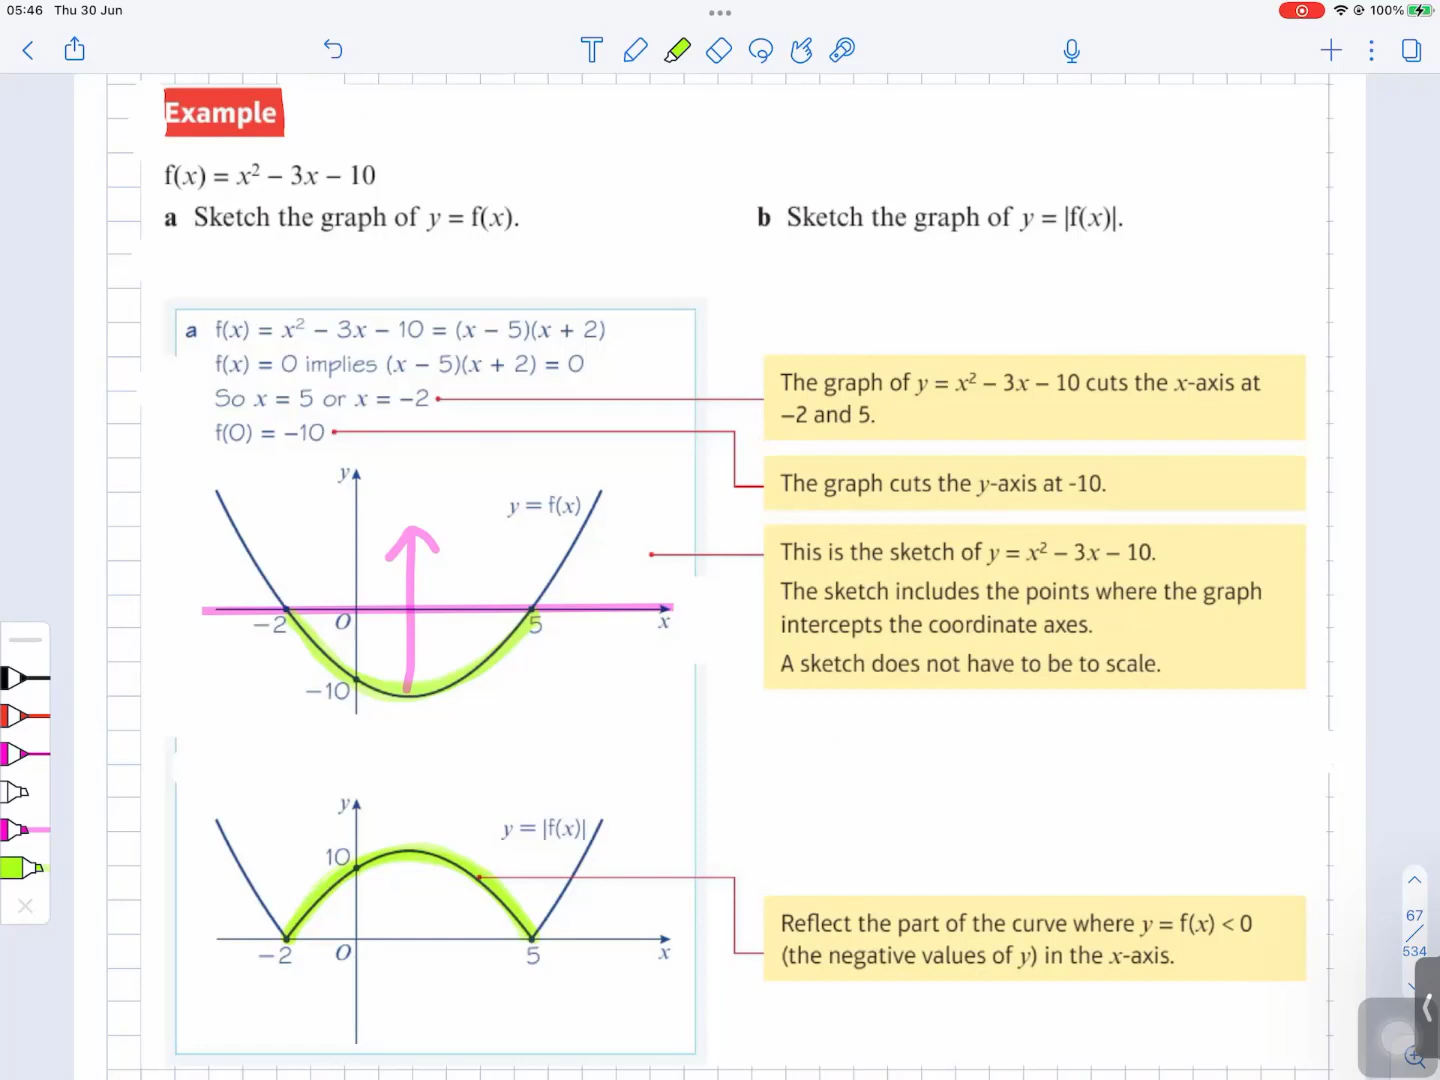 05:46 Thu 30 Jun
100%
Example
f(x) = x² − 3x − 10
a Sketch the graph of y = f(x).
b Sketch the graph of y = |f(x)|.
a f(x) = x² − 3x − 10 = (x − 5)(x + 2)
f(x) = 0 implies (x − 5)(x + 2) = 0
So x = 5 or x = −2
f(0) = −10
The graph of y = x² − 3x − 10 cuts the x-axis at
−2 and 5.
The graph cuts the y-axis at -10.
y
y = f(x)
−2
O
5
x
−10
This is the sketch of y = x² − 3x − 10.
The sketch includes the points where the graph
intercepts the coordinate axes.
A sketch does not have to be to scale.
y
y = |f(x)|
10
−2
O
5
x
Reflect the part of the curve where y = f(x) < 0
(the negative values of y) in the x-axis.
67
534